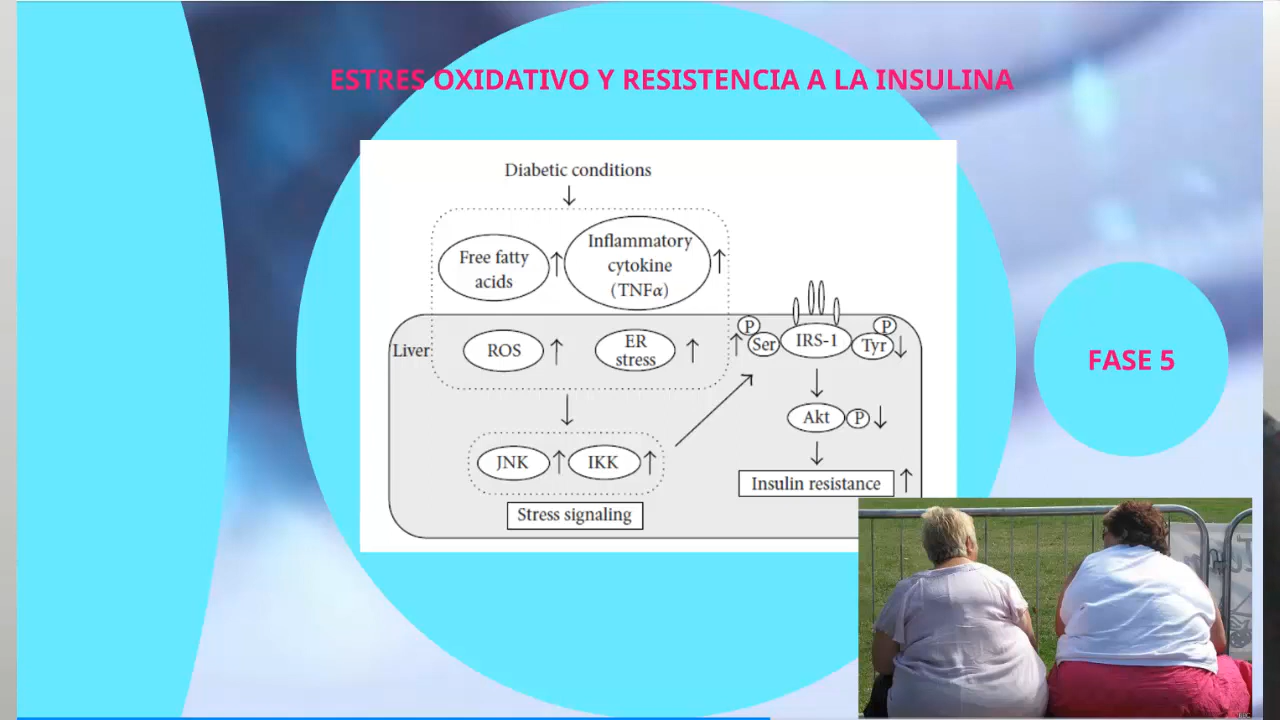 ESTRES OXIDATIVO Y RESISTENCIA A LA INSULINA
Diabetic conditions
Free fatty
acids
Inflammatory
cytokine
(TNFα)
Liver
ROS
ER
stress
P
Ser
IRS-1
P
Tyr
Akt
P
JNK
IKK
Insulin resistance
Stress signaling
FASE 5